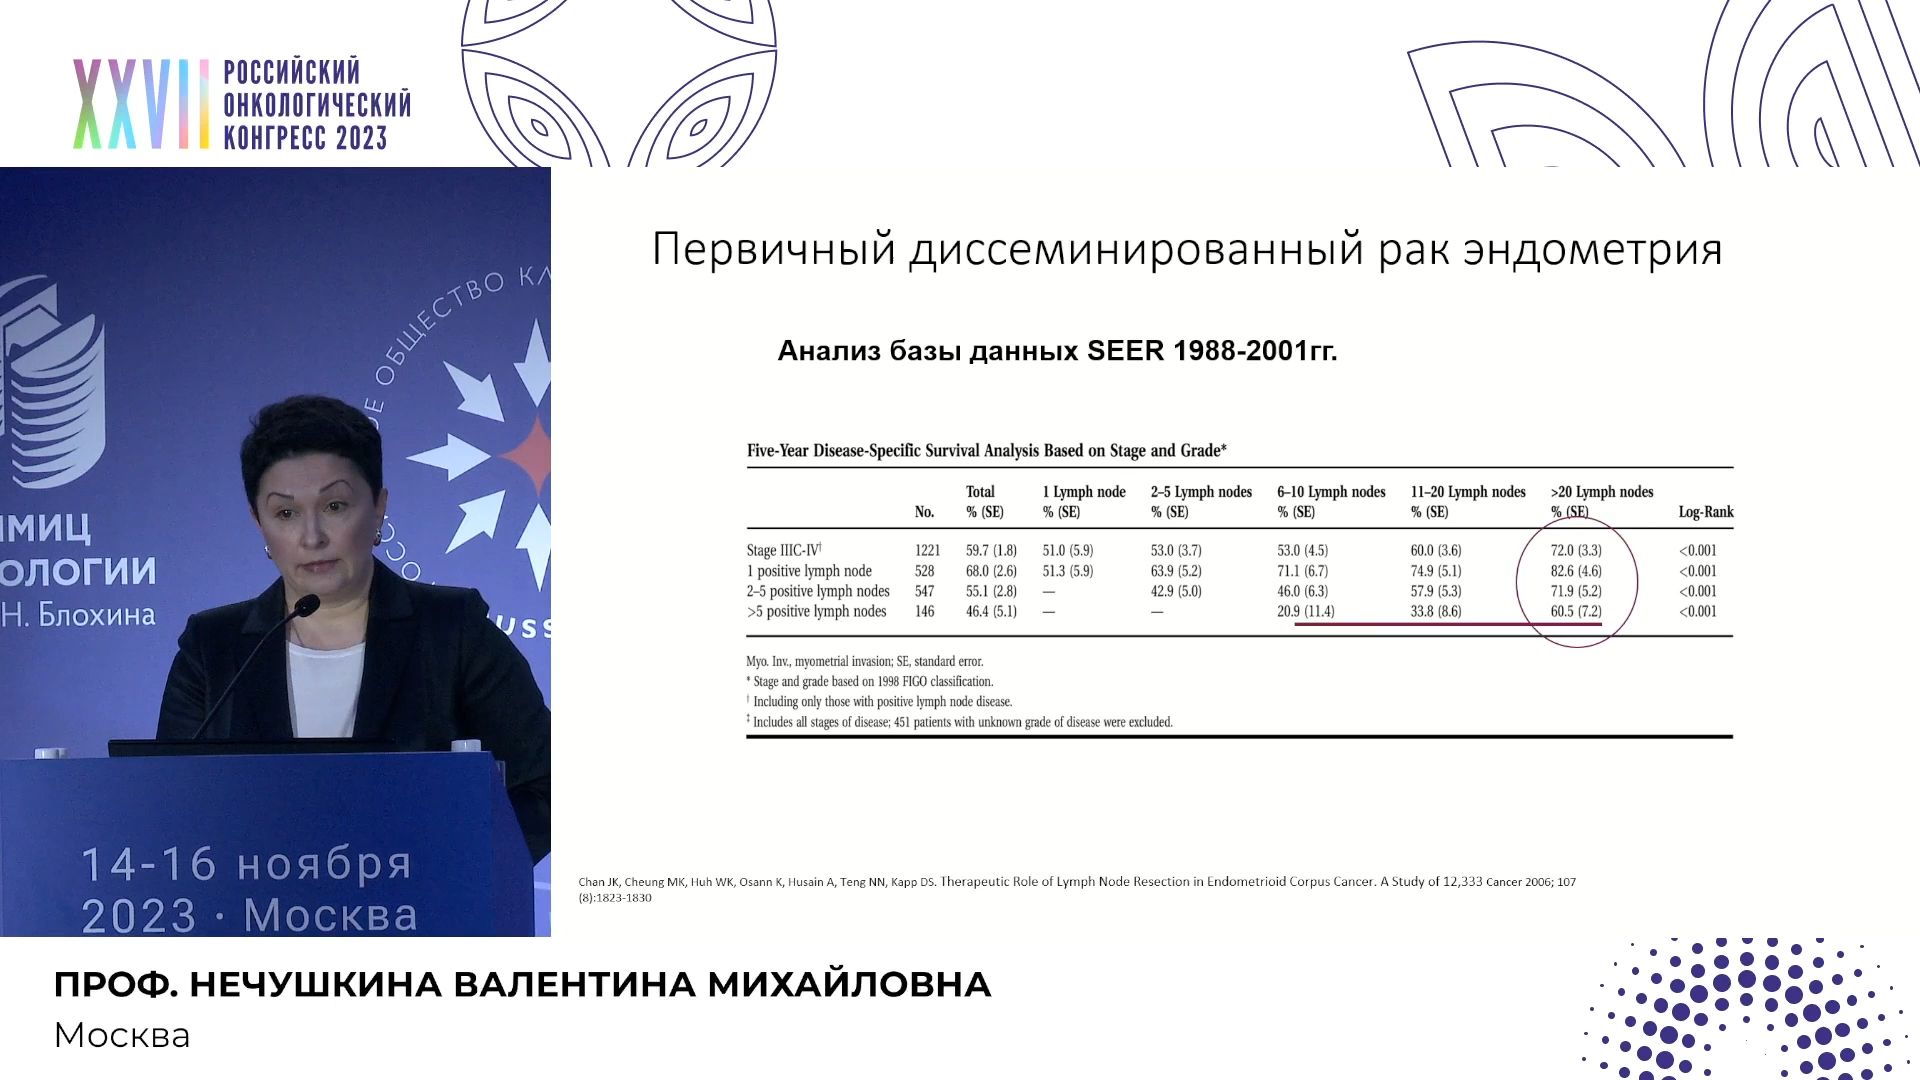 XXVII
РОССИЙСКИЙ
ОНКОЛОГИЧЕСКИЙ
КОНГРЕСС 2023
ОБЩЕСТВО
МИЦ
ОЛОГИИ
Н. Блохина
14-16 ноября
2023 · Москва
Первичный диссеминированный рак эндометрия
Анализ базы данных SEER 1988-2001гг.
Five-Year Disease-Specific Survival Analysis Based on Stage and Grade*
No. Total % (SE) 1 Lymph node % (SE) 2–5 Lymph nodes % (SE) 6–10 Lymph nodes % (SE) 11–20 Lymph nodes % (SE) >20 Lymph nodes % (SE) Log-Rank
Stage IIIC-IV† 1221 59.7 (1.8) 51.0 (5.9) 53.0 (3.7) 53.0 (4.5) 60.0 (3.6) 72.0 (3.3) <0.001
1 positive lymph node 528 68.0 (2.6) 51.3 (5.9) 63.9 (5.2) 71.1 (6.7) 74.9 (5.1) 82.6 (4.6) <0.001
2–5 positive lymph nodes 547 55.1 (2.8) — 42.9 (5.0) 46.0 (6.3) 57.9 (5.3) 71.9 (5.2) <0.001
>5 positive lymph nodes 146 46.4 (5.1) — — 20.9 (11.4) 33.8 (8.6) 60.5 (7.2) <0.001
Myo. Inv., myometrial invasion; SE, standard error.
* Stage and grade based on 1998 FIGO classification.
† Including only those with positive lymph node disease.
‡ Includes all stages of disease; 451 patients with unknown grade of disease were excluded.
Chan JK, Cheung MK, Huh WK, Osann K, Husain A, Teng NN, Kapp DS. Therapeutic Role of Lymph Node Resection in Endometrioid Corpus Cancer. A Study of 12,333 Cancer 2006; 107
(8):1823-1830
ПРОФ. НЕЧУШКИНА ВАЛЕНТИНА МИХАЙЛОВНА
Москва